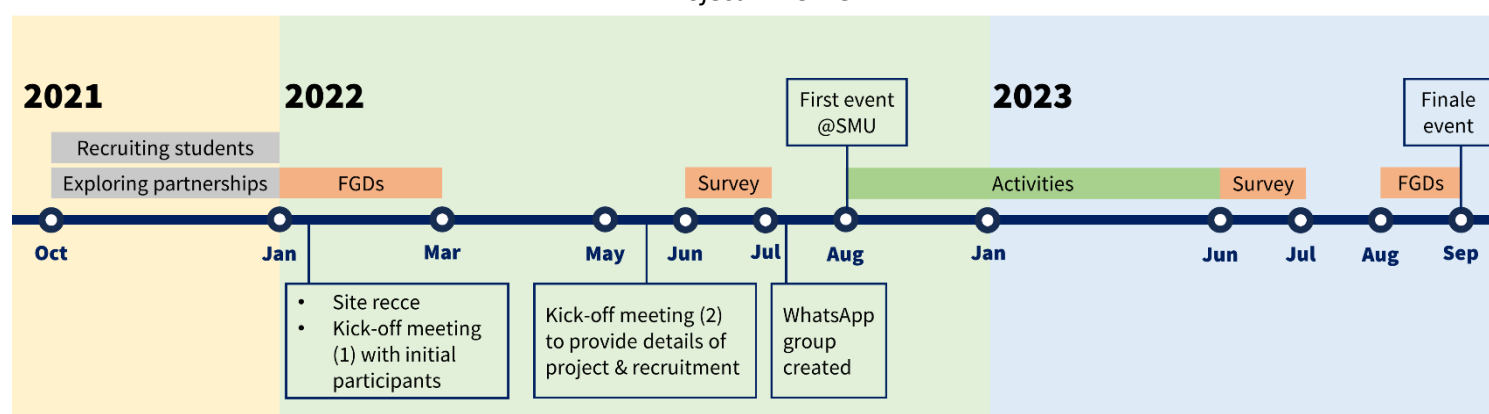 2021
2022
2023
First event
@SMU
Finale
event
Recruiting students
Exploring partnerships
FGDs
Survey
Activities
Survey
FGDs
Oct
Jan
Mar
May
Jun
Jul
Aug
Jan
Jun
Jul
Aug
Sep
• Site recce
• Kick-off meeting
(1) with initial
participants
Kick-off meeting (2)
to provide details of
project & recruitment
WhatsApp
group
created